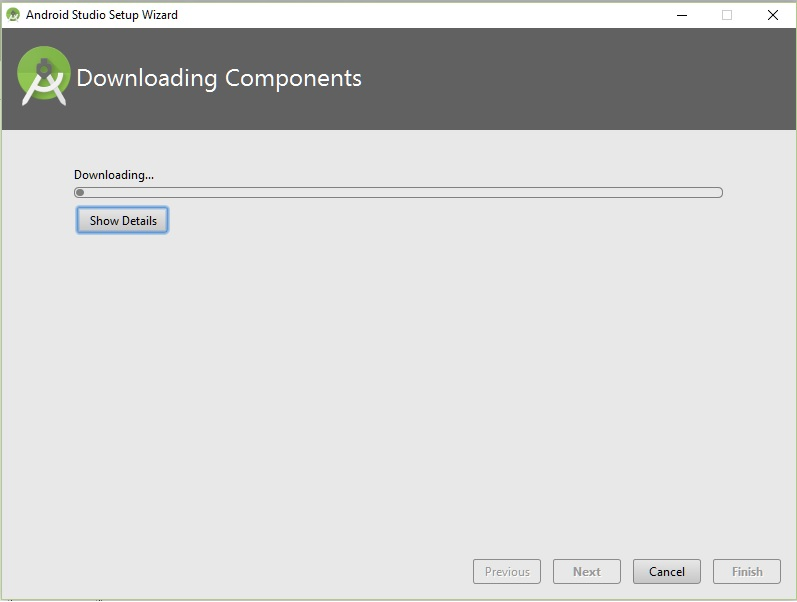 Android Studio Setup Wizard
Downloading Components
Downloading...
Show Details
Previous
Next
Cancel
Finish